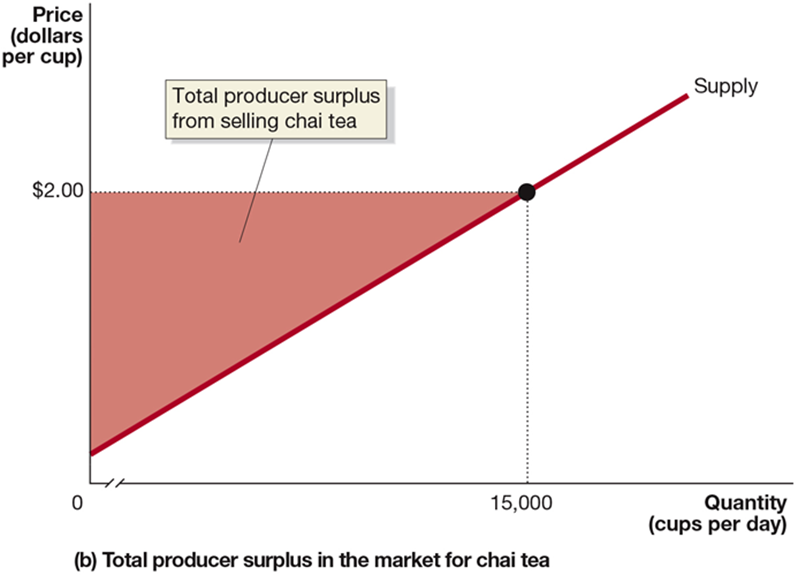 Price
(dollars
per cup)
Total producer surplus
from selling chai tea
Supply
$2.00
0
15,000
Quantity
(cups per day)
(b) Total producer surplus in the market for chai tea